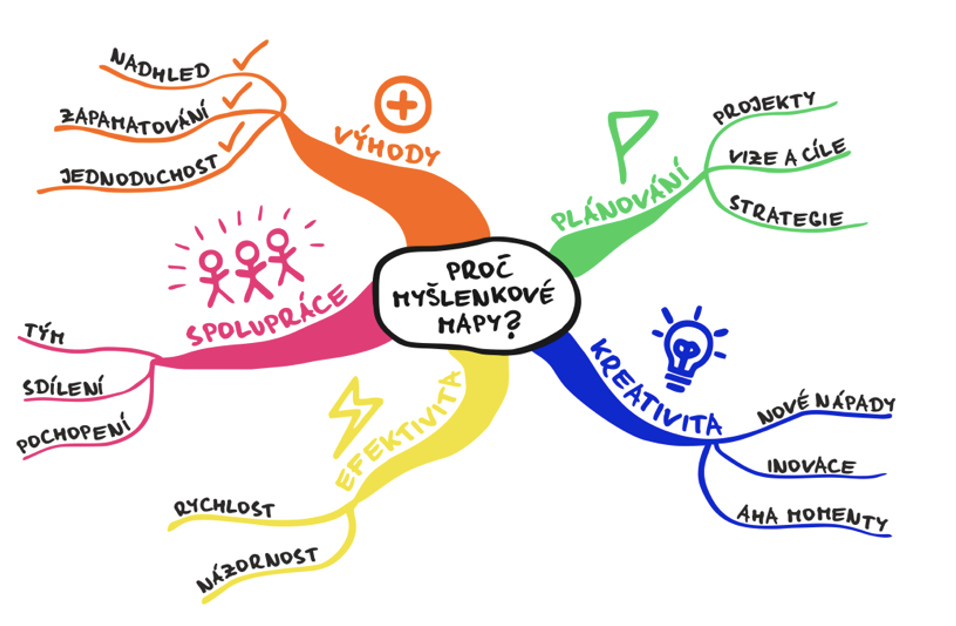 PROČ
MYŠLENKOVÉ
MAPY?
VÝHODY
NADHLED
ZAPAMATOVÁNÍ
JEDNODUCHOST
PLÁNOVÁNÍ
PROJEKTY
VIZE A CÍLE
STRATEGIE
KREATIVITA
NOVÉ NÁPADY
INOVACE
AHA MOMENTY
EFEKTIVITA
RYCHLOST
NÁZORNOST
SPOLUPRÁCE
TÝM
SDÍLENÍ
POCHOPENÍ